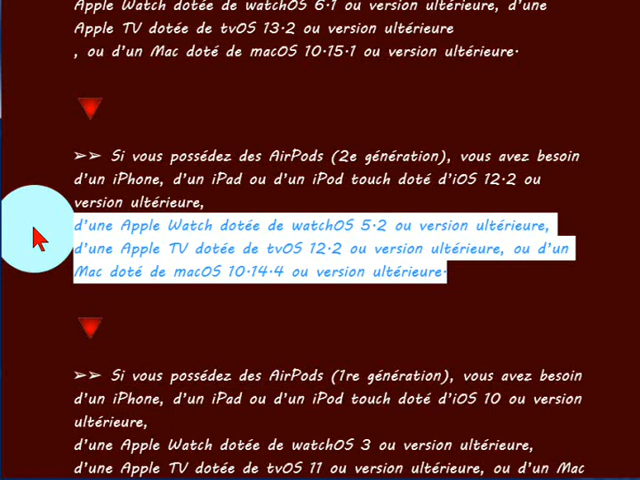 Apple Watch dotée de watchOS 6.1 ou version ultérieure, d'une
Apple TV dotée de tvOS 13.2 ou version ultérieure
, ou d'un Mac doté de macOS 10.15.1 ou version ultérieure.
➢➢ Si vous possédez des AirPods (2e génération), vous avez besoin
d'un iPhone, d'un iPad ou d'un iPod touch doté d'iOS 12.2 ou
version ultérieure,
d'une Apple Watch dotée de watchOS 5.2 ou version ultérieure,
d'une Apple TV dotée de tvOS 12.2 ou version ultérieure, ou d'un
Mac doté de macOS 10.14.4 ou version ultérieure.
➢➢ Si vous possédez des AirPods (1re génération), vous avez besoin
d'un iPhone, d'un iPad ou d'un iPod touch doté d'iOS 10 ou version
ultérieure,
d'une Apple Watch dotée de watchOS 3 ou version ultérieure,
d'une Apple TV dotée de tvOS 11 ou version ultérieure, ou d'un Mac